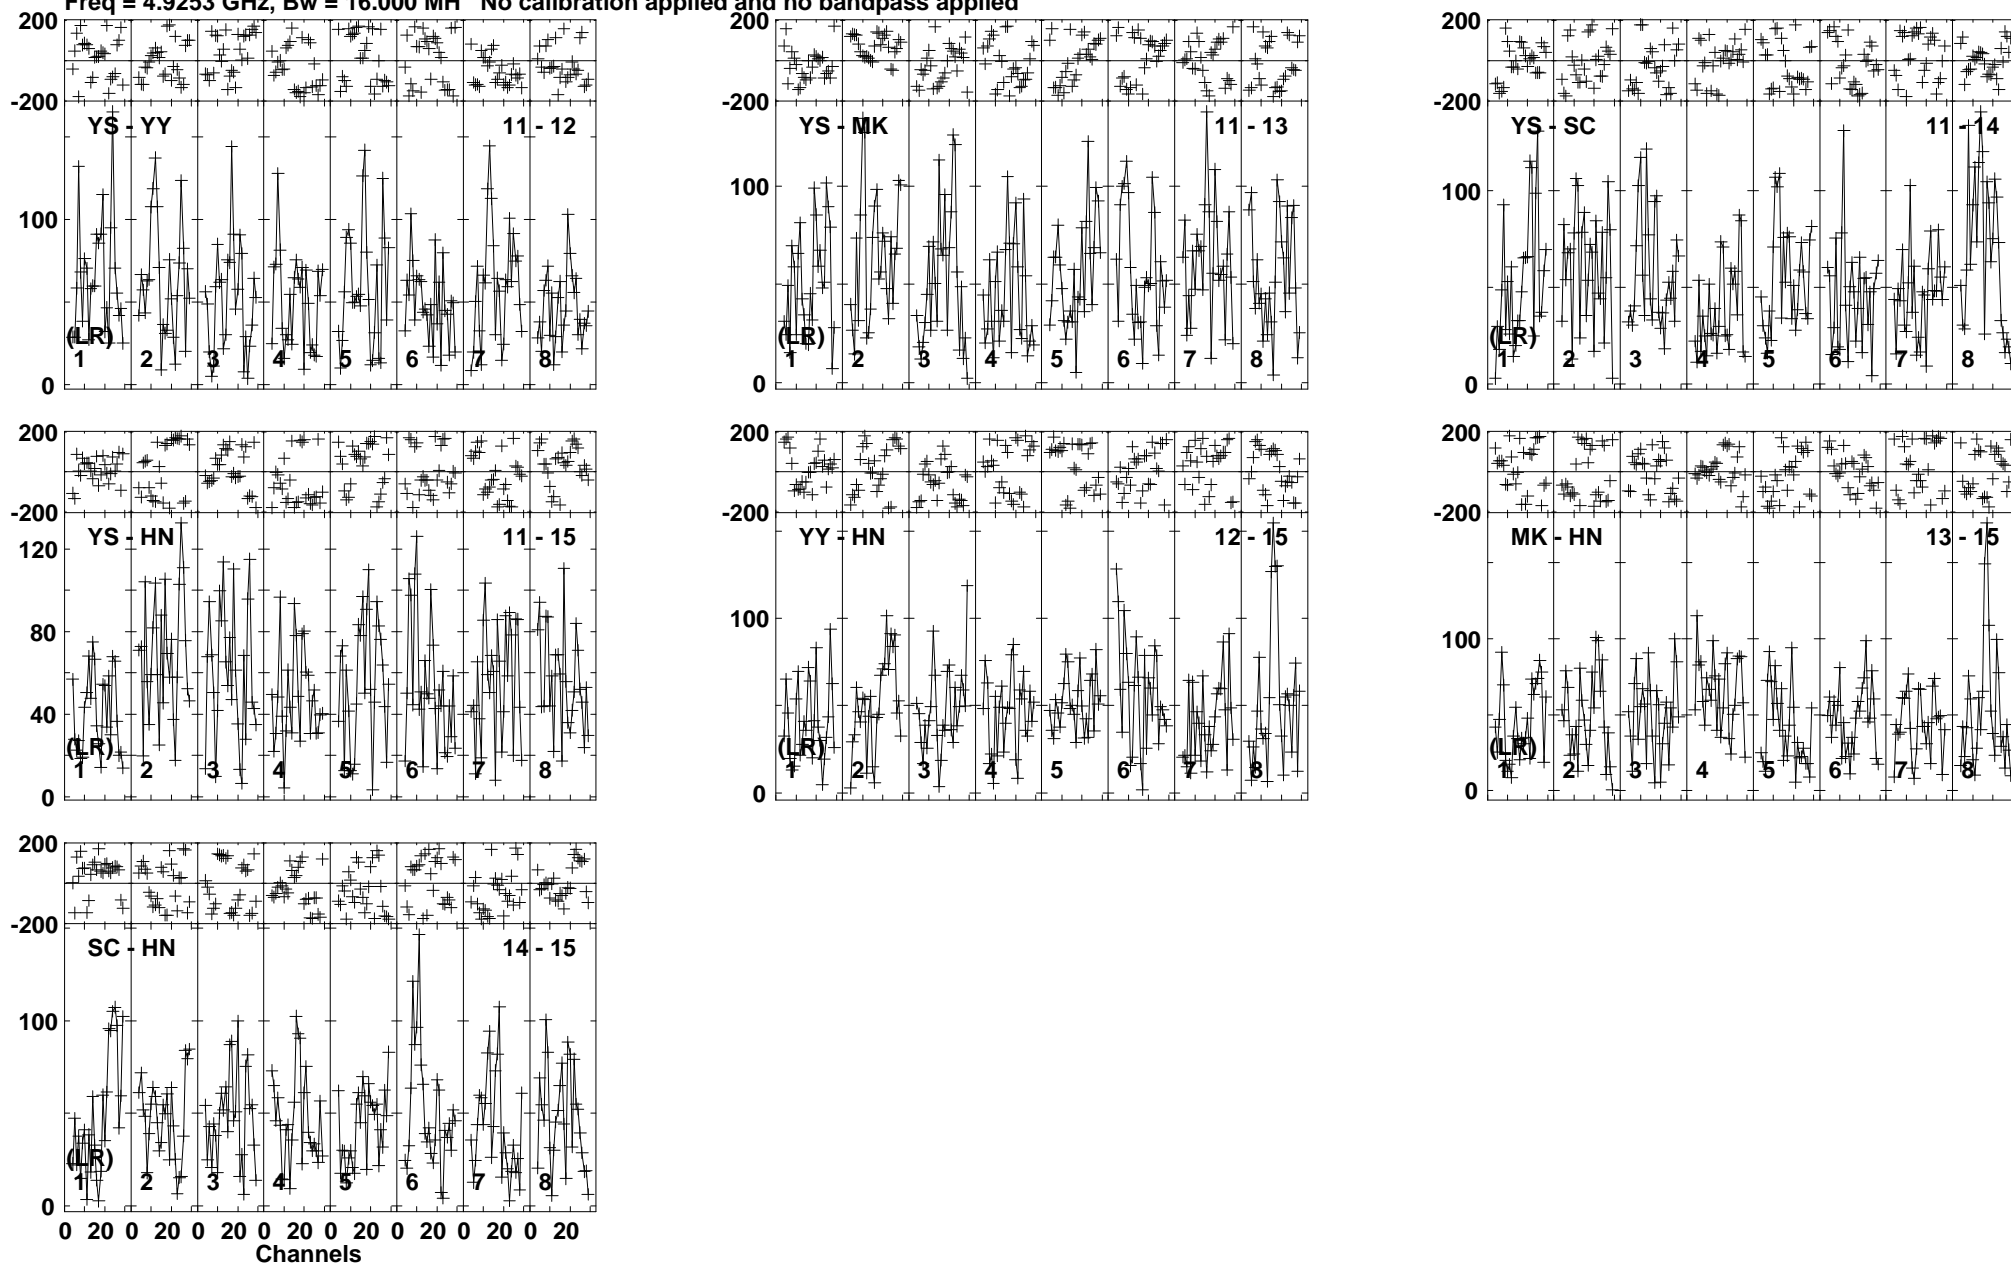 Freq = 4.9253 GHz, Bw = 16.000 MH No calibration applied and no bandpass applied
200
-200
YS - YY 11 - 12
100
(LR)
1 2 3 4 5 6 7 8
0
YS - MK 11 - 13
200
-200
100
(LR)
1 2 3 4 5 6 7 8
0
YS - SC 11 - 14
200
-200
100
(LR)
1 2 3 4 5 6 7 8
0
200
-200
YS - HN 11 - 15
120
80
40
(LR)
1 2 3 4 5 6 7 8
0
200
-200
YY - HN 12 - 15
100
(LR)
1 2 3 4 5 6 7 8
0
200
-200
MK - HN 13 - 15
100
(LR)
1 2 3 4 5 6 7 8
0
200
-200
SC - HN 14 - 15
100
(LR)
1 2 3 4 5 6 7 8
0
0 20 0 20 0 20 0 20 0 20 0 20 0 20 0 20
Channels